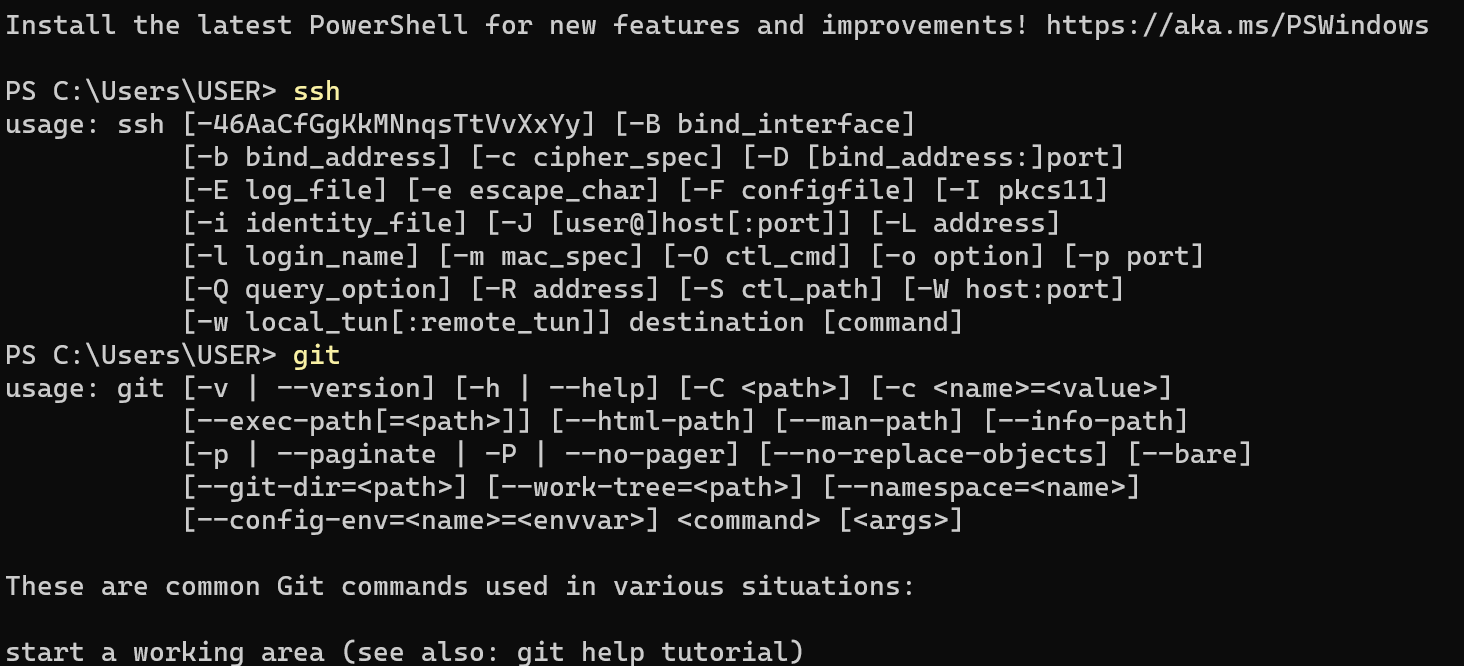 Install the latest PowerShell for new features and improvements! https://aka.ms/PSWindows
PS C:\Users\USER> ssh
usage: ssh [-46AaCfGgKkMNnqsTtVvXxYy] [-B bind_interface]
           [-b bind_address] [-c cipher_spec] [-D [bind_address:]port]
           [-E log_file] [-e escape_char] [-F configfile] [-I pkcs11]
           [-i identity_file] [-J [user@]host[:port]] [-L address]
           [-l login_name] [-m mac_spec] [-O ctl_cmd] [-o option] [-p port]
           [-Q query_option] [-R address] [-S ctl_path] [-W host:port]
           [-w local_tun[:remote_tun]] destination [command]
PS C:\Users\USER> git
usage: git [-v | --version] [-h | --help] [-C <path>] [-c <name>=<value>]
           [--exec-path[=<path>]] [--html-path] [--man-path] [--info-path]
           [-p | --paginate | -P | --no-pager] [--no-replace-objects] [--bare]
           [--git-dir=<path>] [--work-tree=<path>] [--namespace=<name>]
           [--config-env=<name>=<envvar>] <command> [<args>]
These are common Git commands used in various situations:
start a working area (see also: git help tutorial)